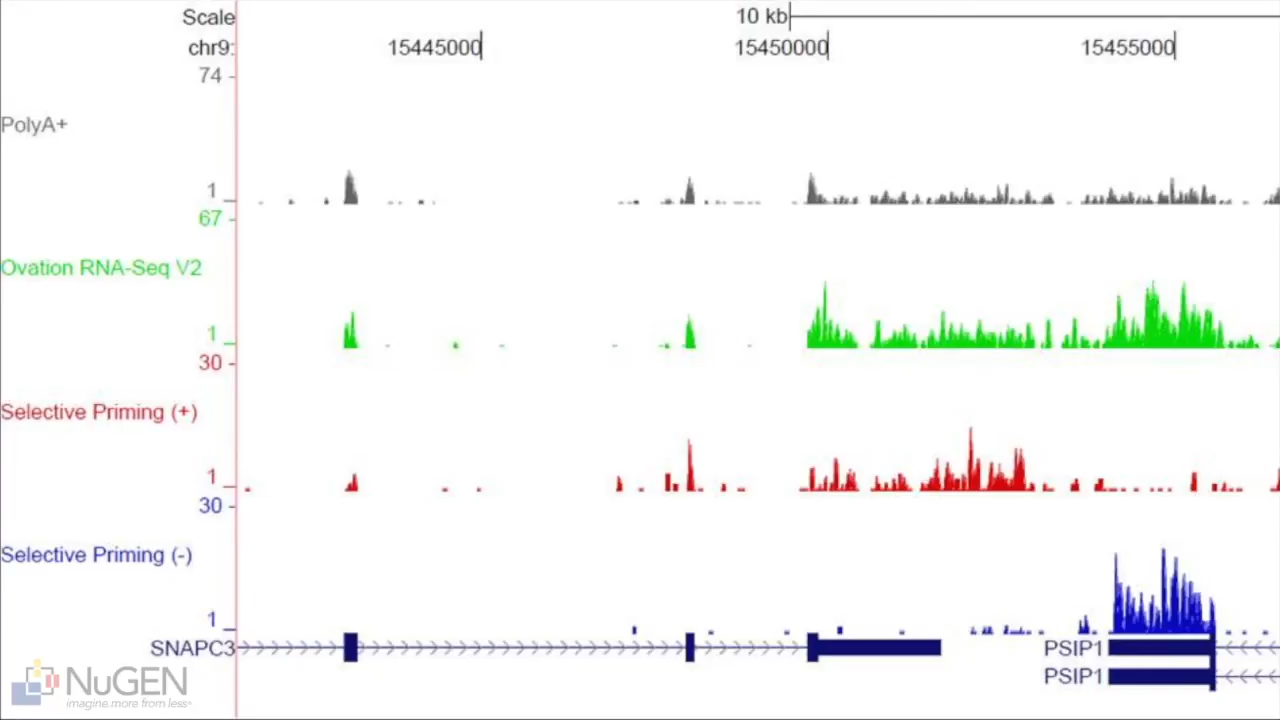 Scale 10 kb
chr9: 15445000 15450000 15455000
74
PolyA+
1
67
Ovation RNA-Seq V2
1
30
Selective Priming (+)
1
30
Selective Priming (-)
1
SNAPC3 PSIP1
PSIP1
NuGEN
imagine.more from less